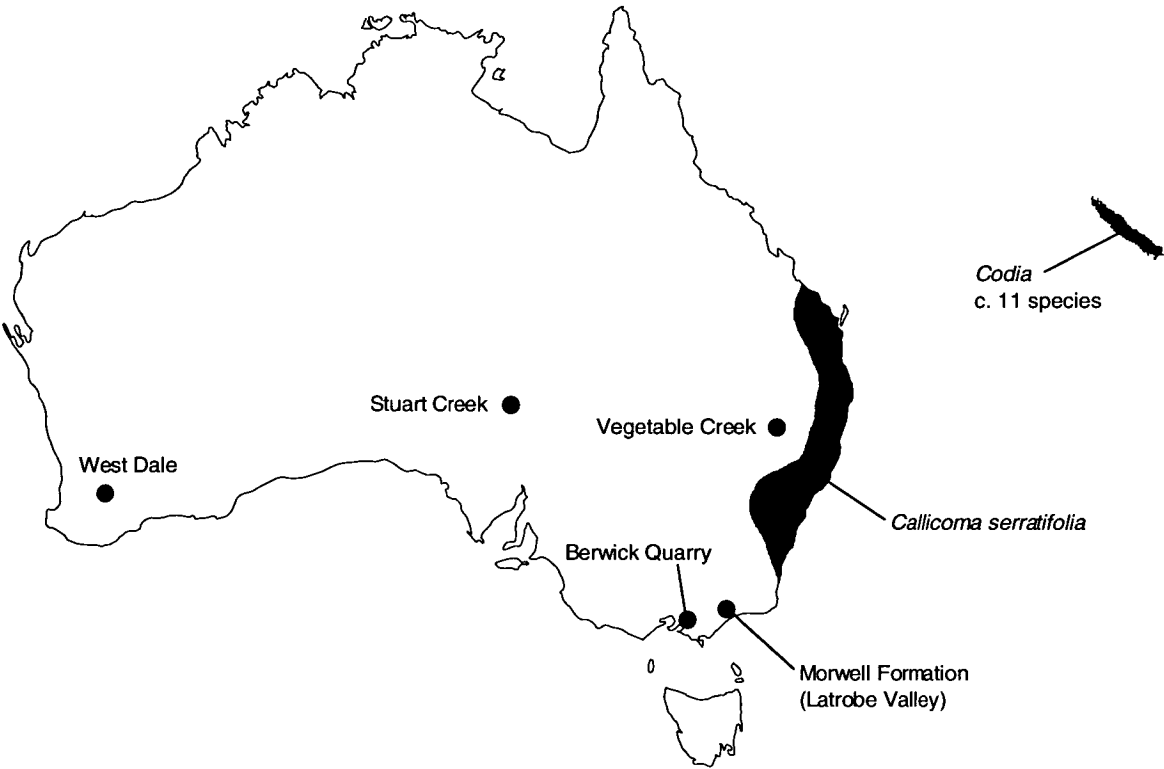 Codia
c. 11 species
Stuart Creek
Vegetable Creek
West Dale
Callicoma serratifolia
Berwick Quarry
Morwell Formation
(Latrobe Valley)